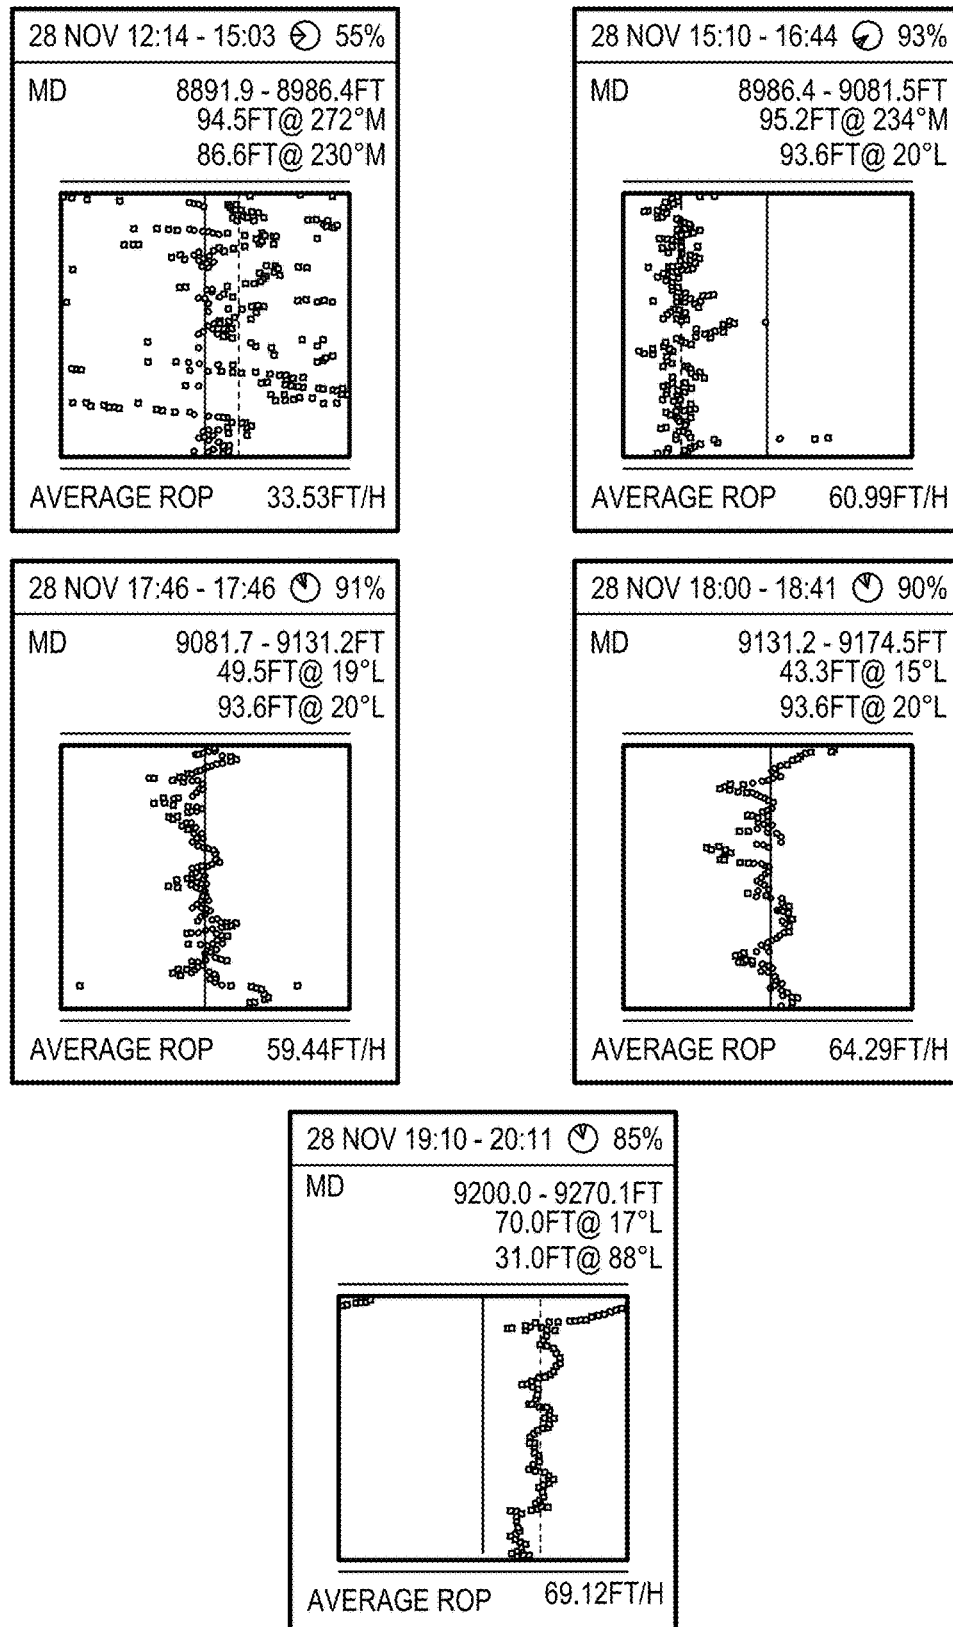 28 NOV 12:14 - 15:03 55%
MD 8891.9 - 8986.4FT
94.5FT@ 272°M
86.6FT@ 230°M
AVERAGE ROP 33.53FT/H
28 NOV 15:10 - 16:44 93%
MD 8986.4 - 9081.5FT
95.2FT@ 234°M
93.6FT@ 20°L
AVERAGE ROP 60.99FT/H
28 NOV 17:46 - 17:46 91%
MD 9081.7 - 9131.2FT
49.5FT@ 19°L
93.6FT@ 20°L
AVERAGE ROP 59.44FT/H
28 NOV 18:00 - 18:41 90%
MD 9131.2 - 9174.5FT
43.3FT@ 15°L
93.6FT@ 20°L
AVERAGE ROP 64.29FT/H
28 NOV 19:10 - 20:11 85%
MD 9200.0 - 9270.1FT
70.0FT@ 17°L
31.0FT@ 88°L
AVERAGE ROP 69.12FT/H